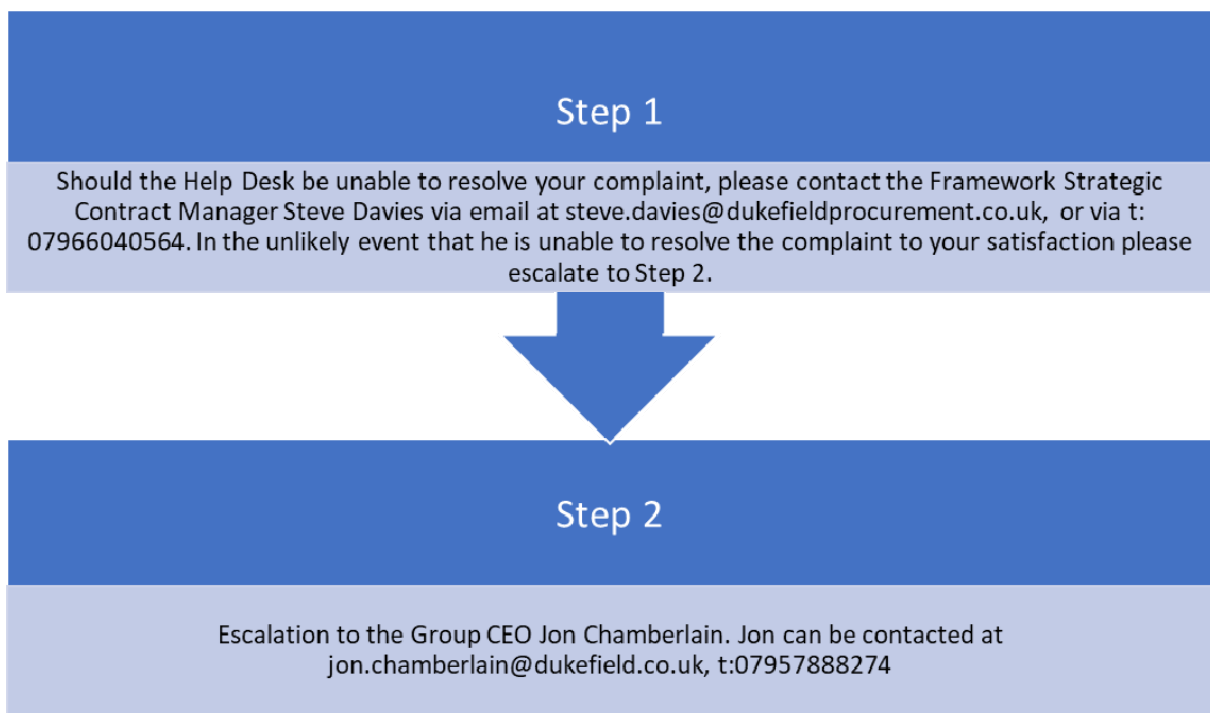 Step 1
Should the Help Desk be unable to resolve your complaint, please contact the Framework Strategic
Contract Manager Steve Davies via email at steve.davies@dukefieldprocurement.co.uk, or via t:
07966040564. In the unlikely event that he is unable to resolve the complaint to your satisfaction please
escalate to Step 2.
Step 2
Escalation to the Group CEO Jon Chamberlain. Jon can be contacted at
jon.chamberlain@dukefield.co.uk, t:07957888274